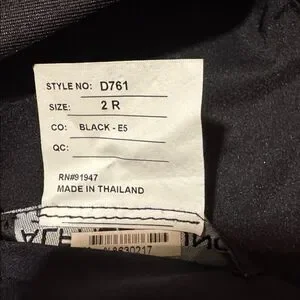 STYLE NO: D761
SIZE: 2 R
CO: BLACK - E5
QC:
RN#91947
MADE IN THAILAND